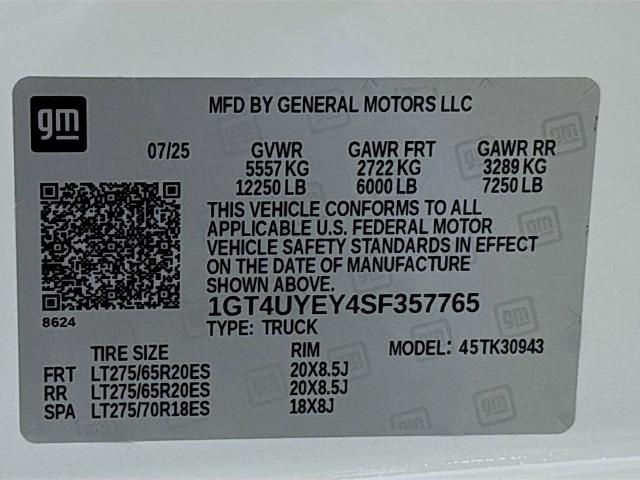 gm
MFD BY GENERAL MOTORS LLC
07/25 GVWR GAWR FRT GAWR RR
5557 KG 2722 KG 3289 KG
12250 LB 6000 LB 7250 LB
THIS VEHICLE CONFORMS TO ALL
APPLICABLE U.S. FEDERAL MOTOR
VEHICLE SAFETY STANDARDS IN EFFECT
ON THE DATE OF MANUFACTURE
SHOWN ABOVE.
8624
1GT4UYEY4SF357765
TYPE: TRUCK
TIRE SIZE RIM MODEL: 45TK30943
FRT LT275/65R20ES 20X8.5J
RR LT275/65R20ES 20X8.5J
SPA LT275/70R18ES 18X8J